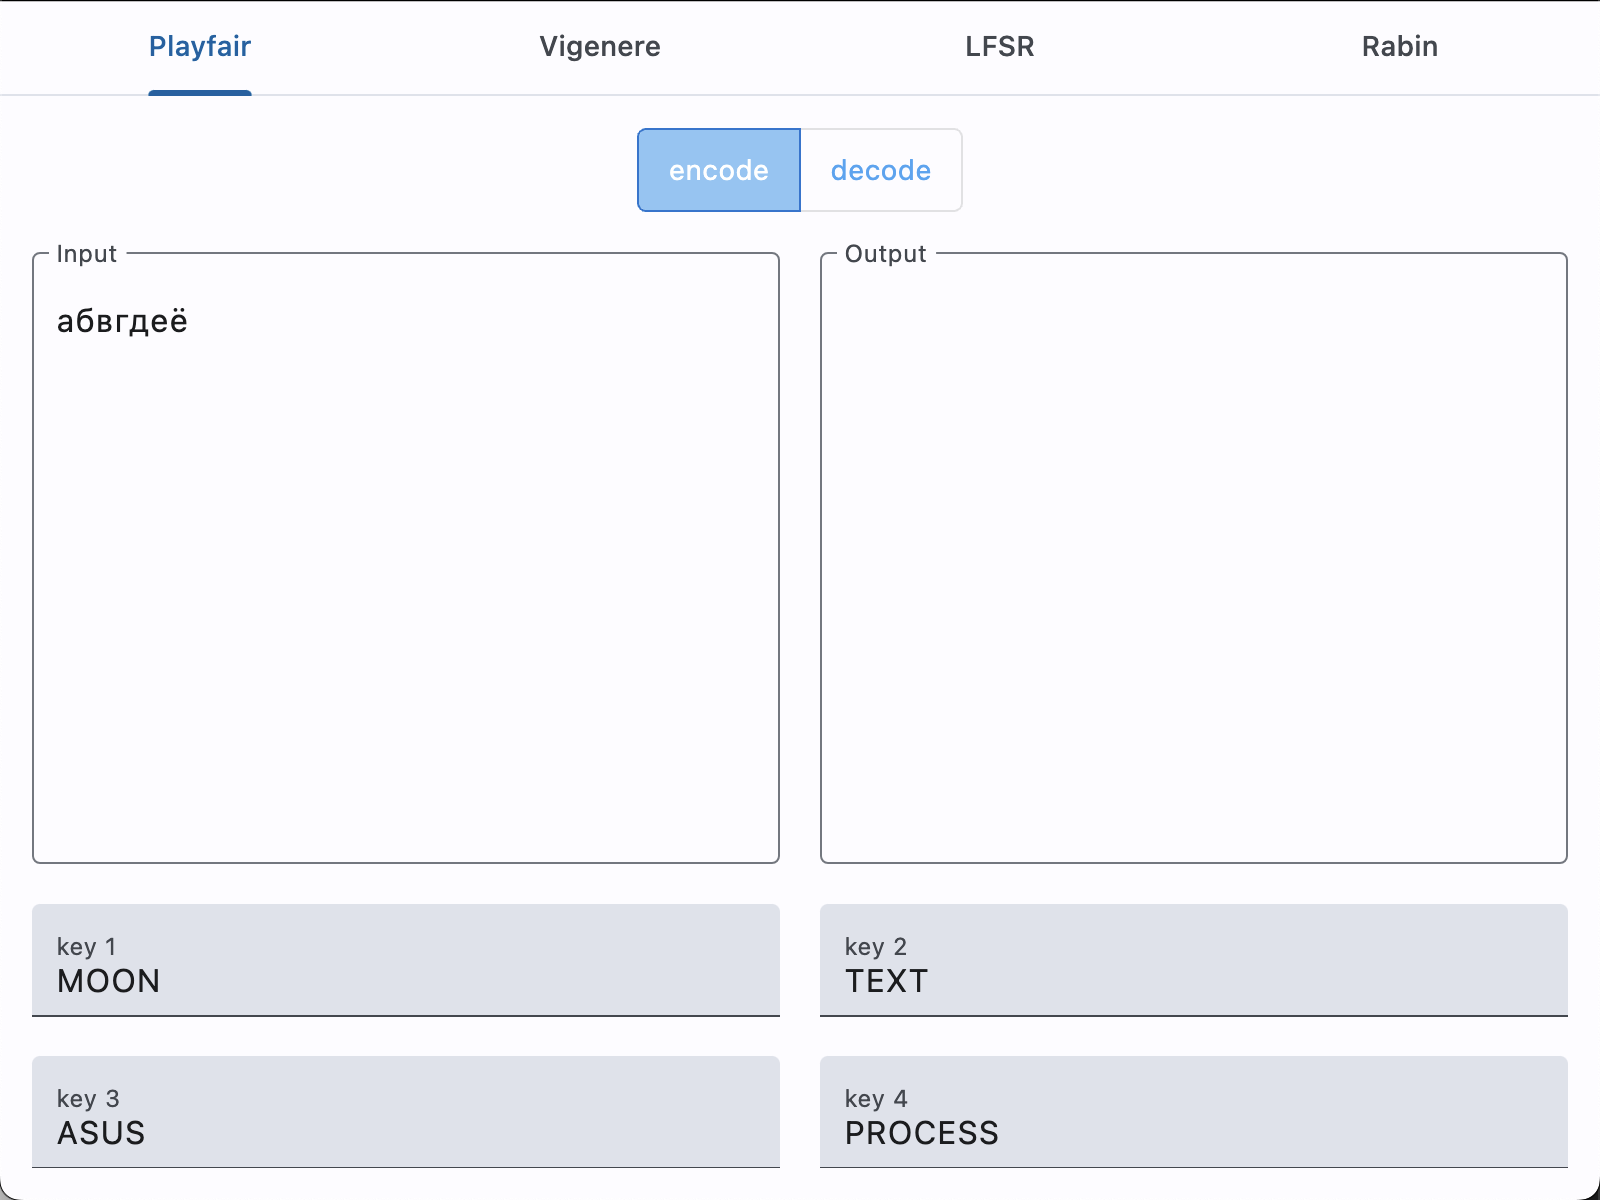 Playfair Vigenere LFSR Rabin
encode decode
Input
абвгдеё
Output
key 1
MOON
key 2
TEXT
key 3
ASUS
key 4
PROCESS